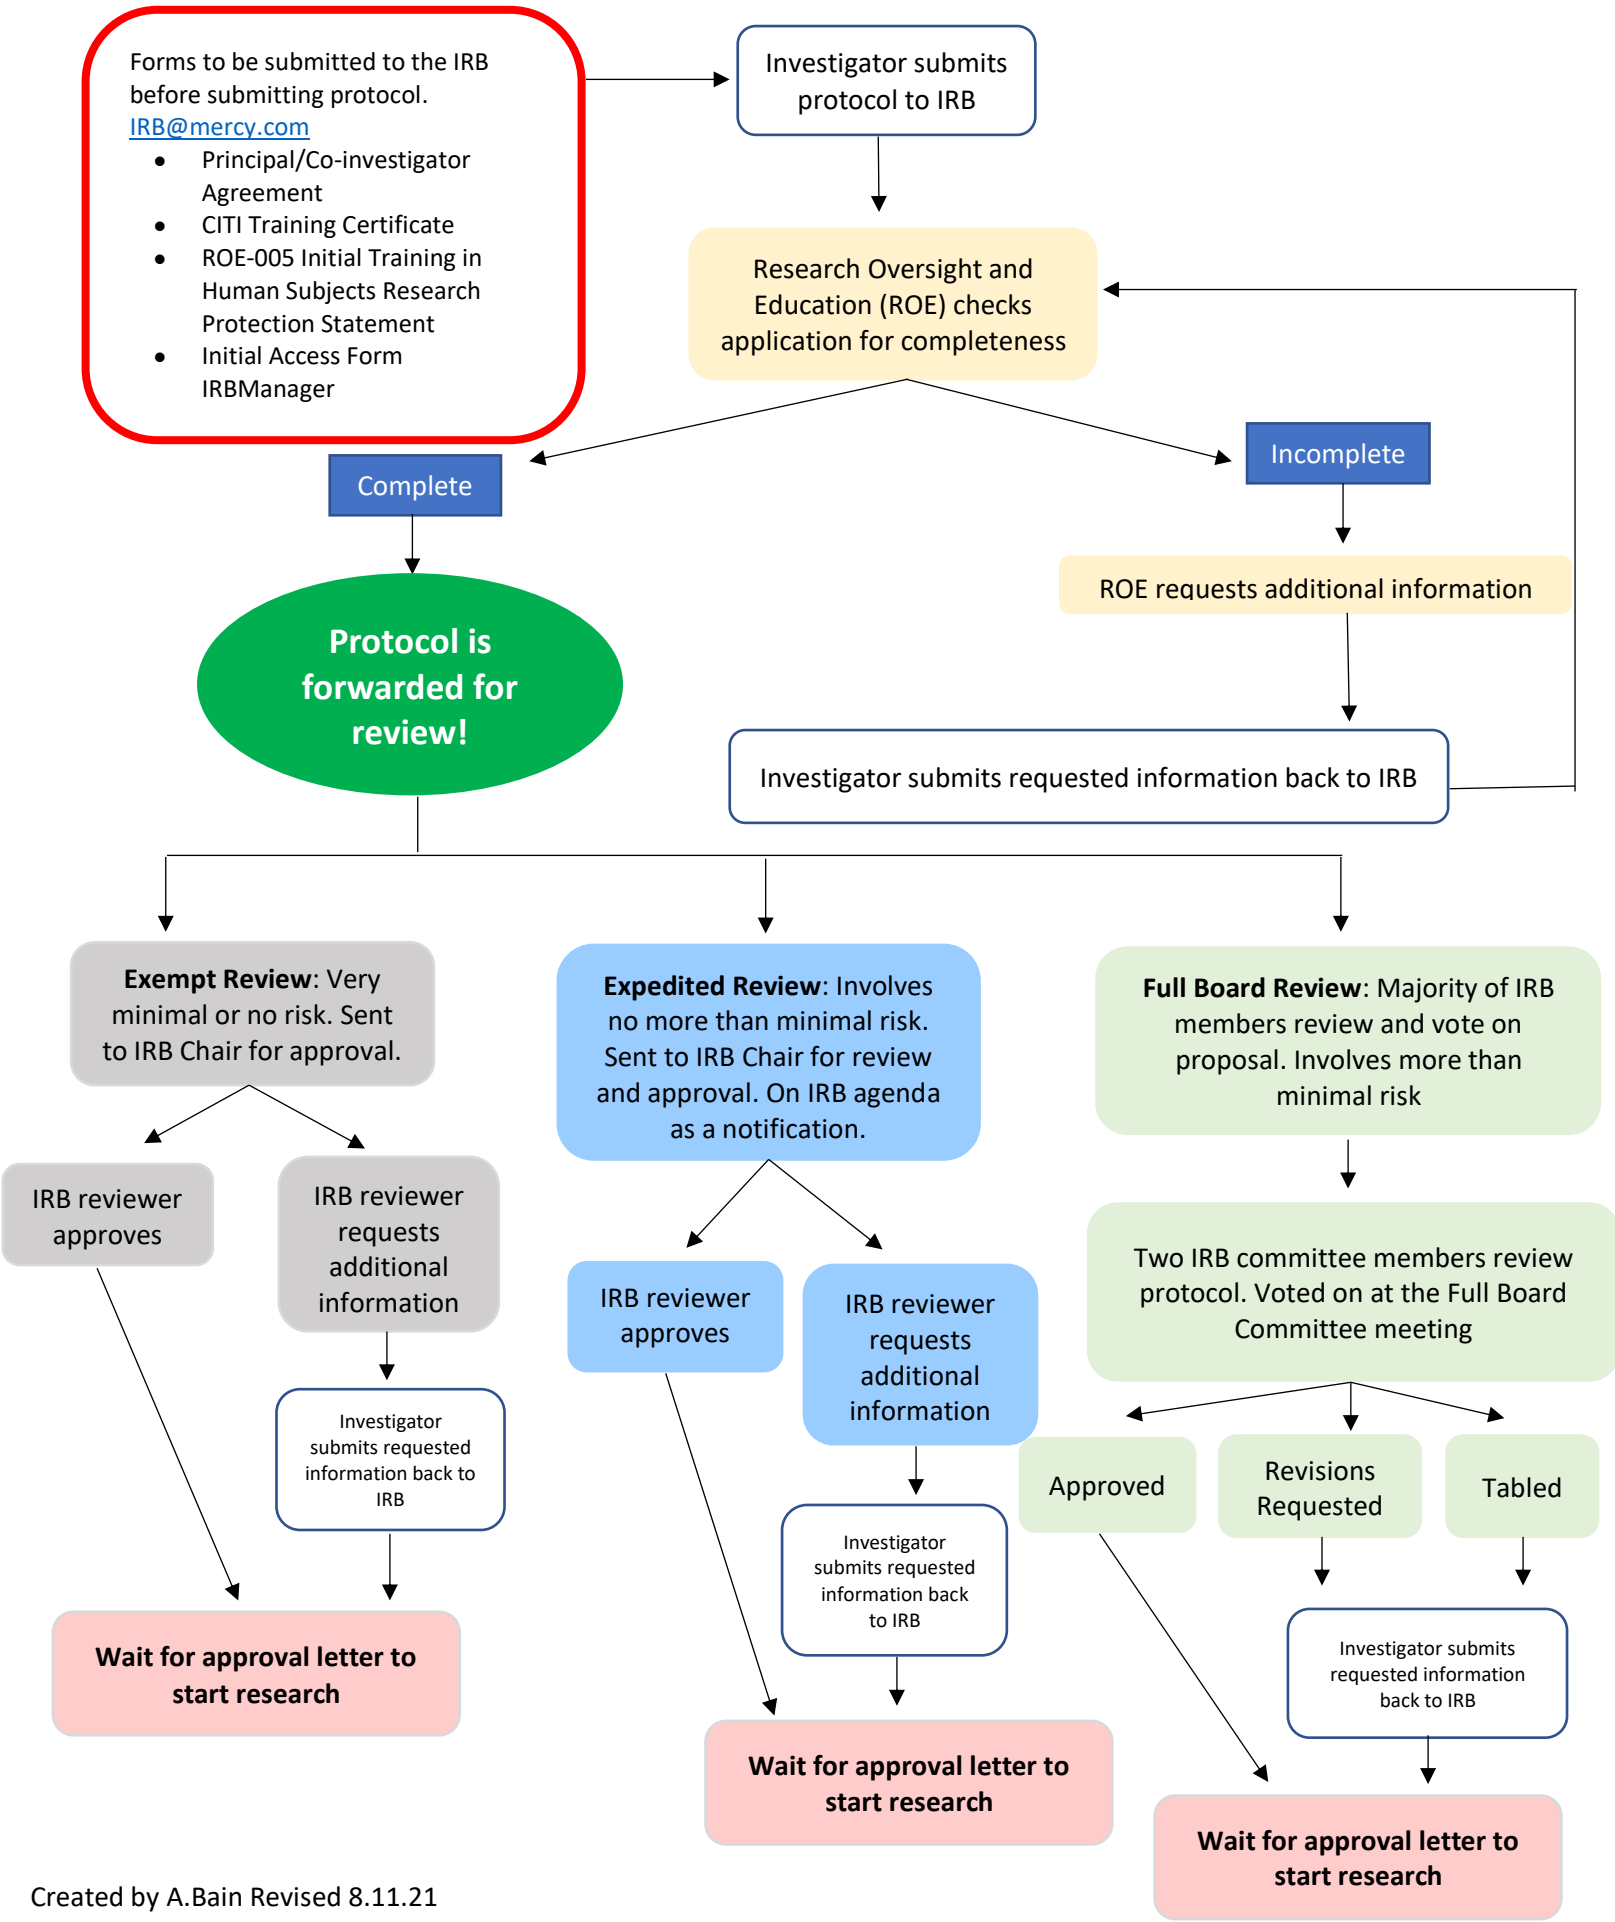 Forms to be submitted to the IRB
before submitting protocol.
IRB@mercy.com
• Principal/Co-investigator
Agreement
• CITI Training Certificate
• ROE-005 Initial Training in
Human Subjects Research
Protection Statement
• Initial Access Form
IRBManager
Investigator submits
protocol to IRB
Research Oversight and
Education (ROE) checks
application for completeness
Complete
Incomplete
ROE requests additional information
Protocol is
forwarded for
review!
Investigator submits requested information back to IRB
Exempt Review: Very
minimal or no risk. Sent
to IRB Chair for approval.
Expedited Review: Involves
no more than minimal risk.
Sent to IRB Chair for review
and approval. On IRB agenda
as a notification.
Full Board Review: Majority of IRB
members review and vote on
proposal. Involves more than
minimal risk
IRB reviewer
approves
IRB reviewer
requests
additional
information
IRB reviewer
approves
IRB reviewer
requests
additional
information
Two IRB committee members review
protocol. Voted on at the Full Board
Committee meeting
Investigator
submits requested
information back to
IRB
Approved
Revisions
Requested
Tabled
Investigator
submits requested
information back
to IRB
Investigator submits
requested information
back to IRB
Wait for approval letter to
start research
Wait for approval letter to
start research
Wait for approval letter to
start research
Created by A.Bain Revised 8.11.21